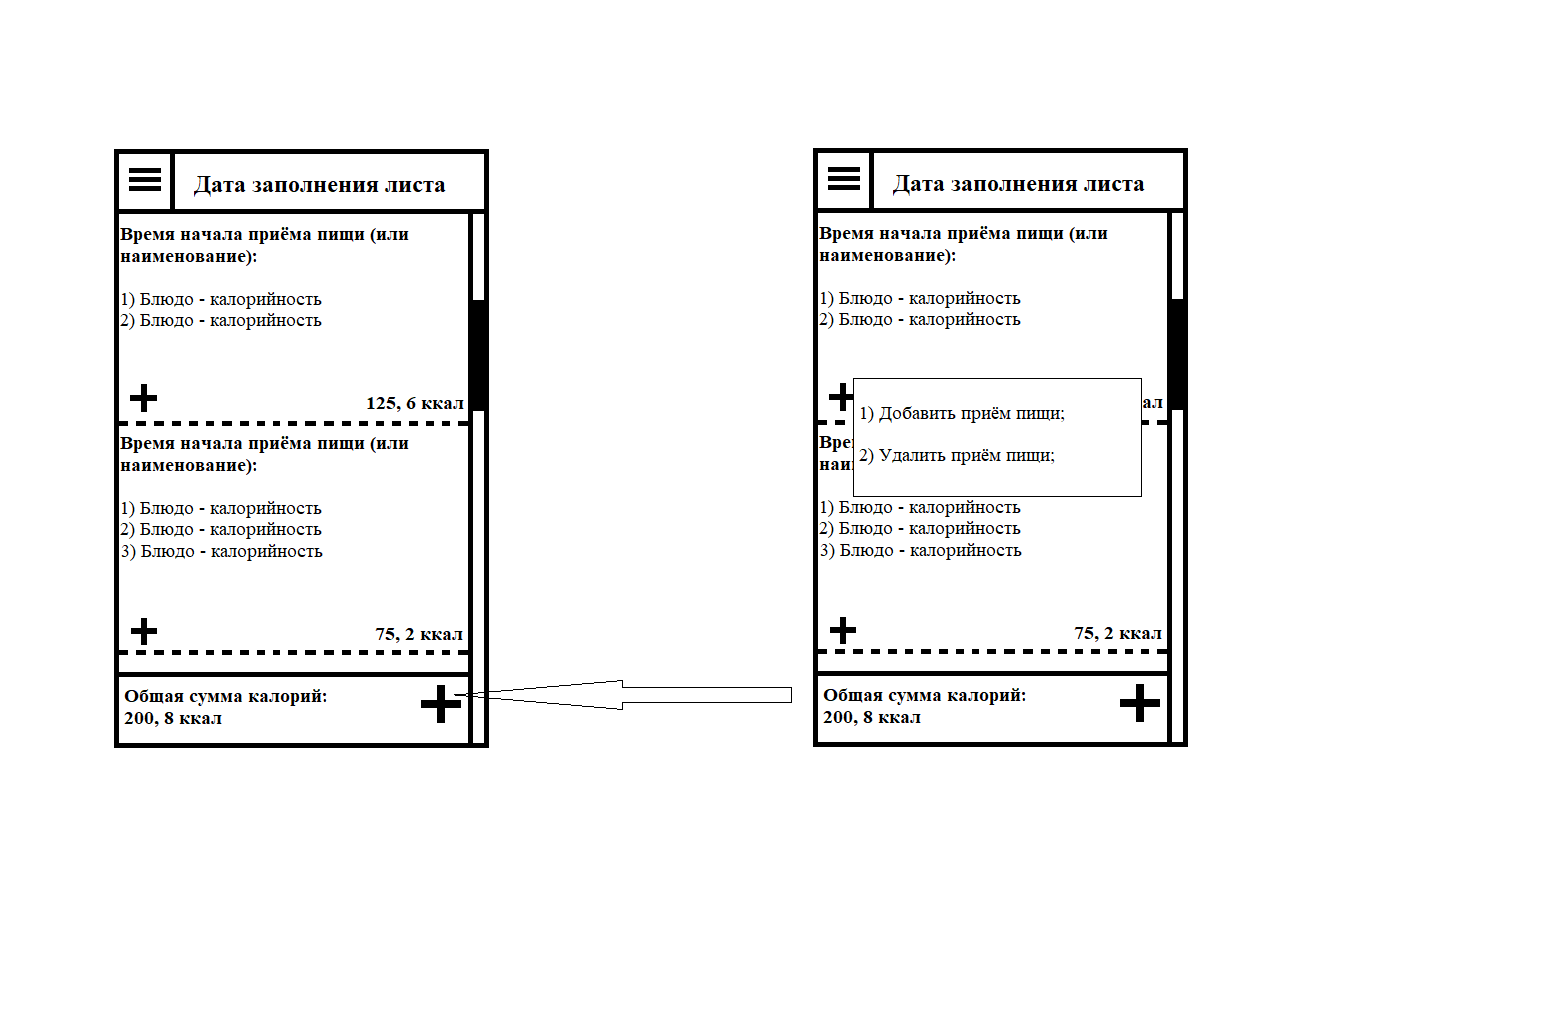 Дата заполнения листа
Время начала приёма пищи (или
наименование):
1) Блюдо - калорийность
2) Блюдо - калорийность
125, 6 ккал
Время начала приёма пищи (или
наименование):
1) Блюдо - калорийность
2) Блюдо - калорийность
3) Блюдо - калорийность
75, 2 ккал
Общая сумма калорий:
200, 8 ккал
Дата заполнения листа
Время начала приёма пищи (или
наименование):
1) Блюдо - калорийность
2) Блюдо - калорийность
ал
1) Добавить приём пищи;
Вре
2) Удалить приём пищи;
наи
1) Блюдо - калорийность
2) Блюдо - калорийность
3) Блюдо - калорийность
75, 2 ккал
Общая сумма калорий:
200, 8 ккал